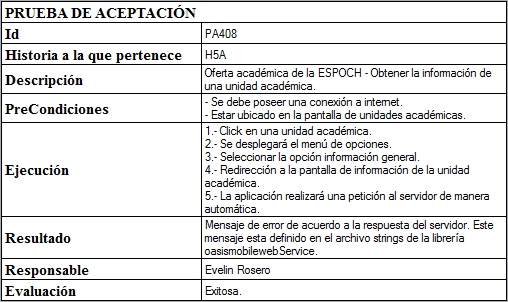 PRUEBA DE ACEPTACIÓN
Id PA408
Historia a la que pertenece H5A
Descripción Oferta académica de la ESPOCH - Obtener la información de
una unidad académica.
PreCondiciones - Se debe poseer una conexión a internet.
- Estar ubicado en la pantalla de unidades académicas.
Ejecución 1.- Click en una unidad académica.
2.- Se desplegará el menú de opciones.
3.- Seleccionar la opción información general.
4.- Redirección a la pantalla de información de la unidad
académica.
5.- La aplicación realizará una petición al servidor de manera
automática.
Resultado Mensaje de error de acuerdo a la respuesta del servidor. Este
mensaje esta definido en el archivo strings de la librería
oasismobilewebService.
Responsable Evelin Rosero
Evaluación Exitosa.